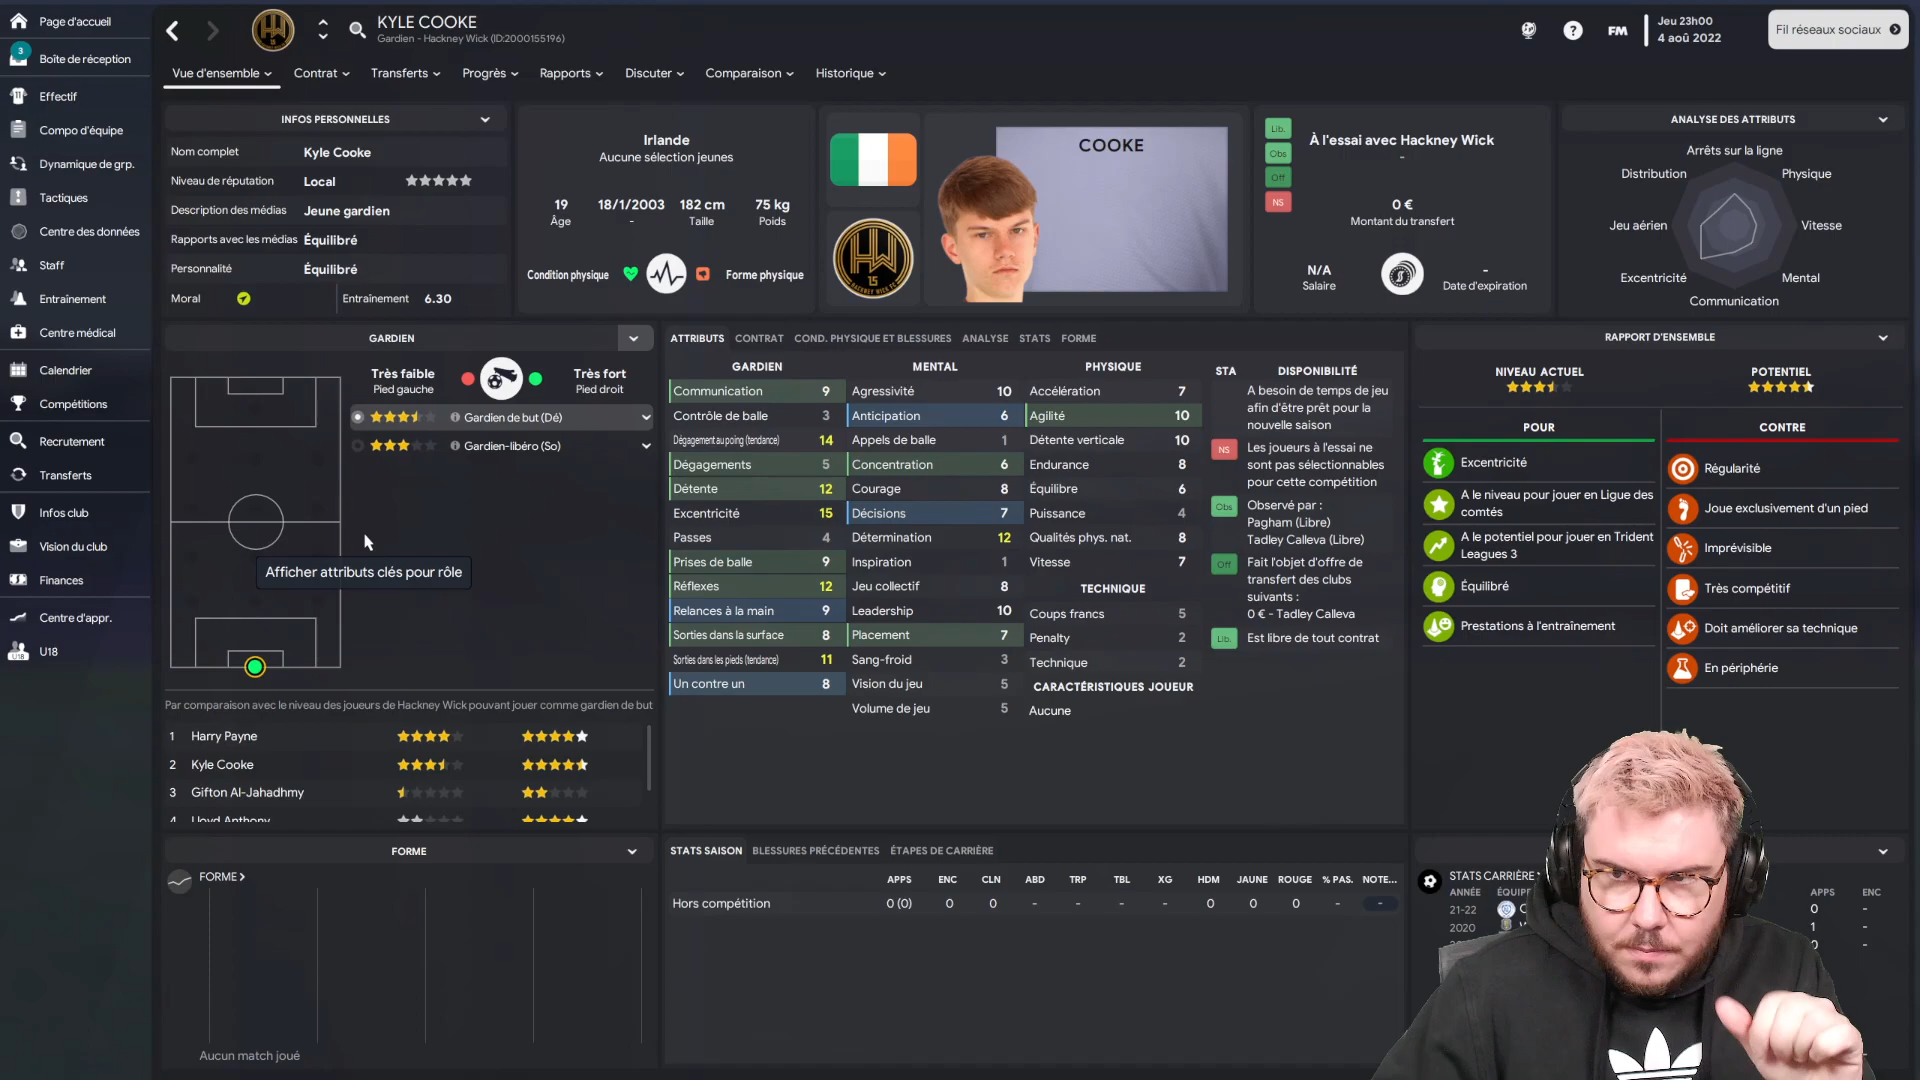 Page d'accueil
3
Boîte de réception
Effectif
Compo d'équipe
Dynamique de grp.
Tactiques
Centre des données
Staff
Entraînement
Centre médical
Calendrier
Compétitions
Recrutement
Transferts
Infos club
Vision du club
Finances
Centre d'appr.
U18
U18
KYLE COOKE
Gardien - Hackney Wick (ID:2000155196)
FM
Jeu 23h00
4 aoû 2022
Fil réseaux sociaux
Vue d'ensemble
Contrat
Transferts
Progrès
Rapports
Discuter
Comparaison
Historique
INFOS PERSONNELLES
Nom complet Kyle Cooke
Niveau de réputation Local
Description des médias Jeune gardien
Rapports avec les médias Équilibré
Personnalité Équilibré
Moral
Entraînement 6.30
Irlande
Aucune sélection jeunes
19 18/1/2003 182 cm 75 kg
Âge - Taille Poids
Condition physique
Forme physique
HW
15
HACKNEY WICK FC
COOKE
Lib.
Obs
Off
NS
À l'essai avec Hackney Wick
-
0 €
Montant du transfert
N/A
Salaire
-
Date d'expiration
ANALYSE DES ATTRIBUTS
Arrêts sur la ligne
Distribution
Physique
Jeu aérien
Vitesse
Excentricité
Mental
Communication
GARDIEN
Très faible
Pied gauche
Très fort
Pied droit
Gardien de but (Dé)
Gardien-libéro (So)
Afficher attributs clés pour rôle
Par comparaison avec le niveau des joueurs de Hackney Wick pouvant jouer comme gardien de but
1 Harry Payne
2 Kyle Cooke
3 Gifton Al-Jahadhmy
4 Lloyd Anthony
FORME
FORME
Aucun match joué
ATTRIBUTS
CONTRAT
COND. PHYSIQUE ET BLESSURES
ANALYSE
STATS
FORME
GARDIEN
Communication 9
Contrôle de balle 3
Dégagement au poing (tendance) 14
Dégagements 5
Détente 12
Excentricité 15
Passes 4
Prises de balle 9
Réflexes 12
Relances à la main 9
Sorties dans la surface 8
Sorties dans les pieds (tendance) 11
Un contre un 8
MENTAL
Agressivité 10
Anticipation 6
Appels de balle 1
Concentration 6
Courage 8
Décisions 7
Détermination 12
Inspiration 1
Jeu collectif 8
Leadership 10
Placement 7
Sang-froid 3
Vision du jeu 5
Volume de jeu 5
PHYSIQUE
Accélération 7
Agilité 10
Détente verticale 10
Endurance 8
Équilibre 6
Puissance 4
Qualités phys. nat. 8
Vitesse 7
TECHNIQUE
Coups francs 5
Penalty 2
Technique 2
CARACTÉRISTIQUES JOUEUR
Aucune
STA
DISPONIBILITÉ
A besoin de temps de jeu
afin d'être prêt pour la
nouvelle saison
NS
Les joueurs à l'essai ne
sont pas sélectionnables
pour cette compétition
Obs
Observé par :
Pagham (Libre)
Tadley Calleva (Libre)
Off
Fait l'objet d'offre de
transfert des clubs
suivants :
0 € - Tadley Calleva
Lib.
Est libre de tout contrat
RAPPORT D'ENSEMBLE
NIVEAU ACTUEL
POTENTIEL
POUR
Excentricité
A le niveau pour jouer en Ligue des
comtés
A le potentiel pour jouer en Trident
Leagues 3
Équilibré
Prestations à l'entraînement
CONTRE
Régularité
Joue exclusivement d'un pied
Imprévisible
Très compétitif
Doit améliorer sa technique
En périphérie
STATS SAISON
BLESSURES PRÉCÉDENTES
ÉTAPES DE CARRIÈRE
APPS ENC CLN ABD TRP TBL XG HDM JAUNE ROUGE % PAS. NOTE...
Hors compétition 0 (0) 0 0 - - - - 0 0 0 - -
STATS CARRIÈRE
ANNÉE ÉQUIPE APPS ENC
21-22 0 -
2020 1 -
0 -